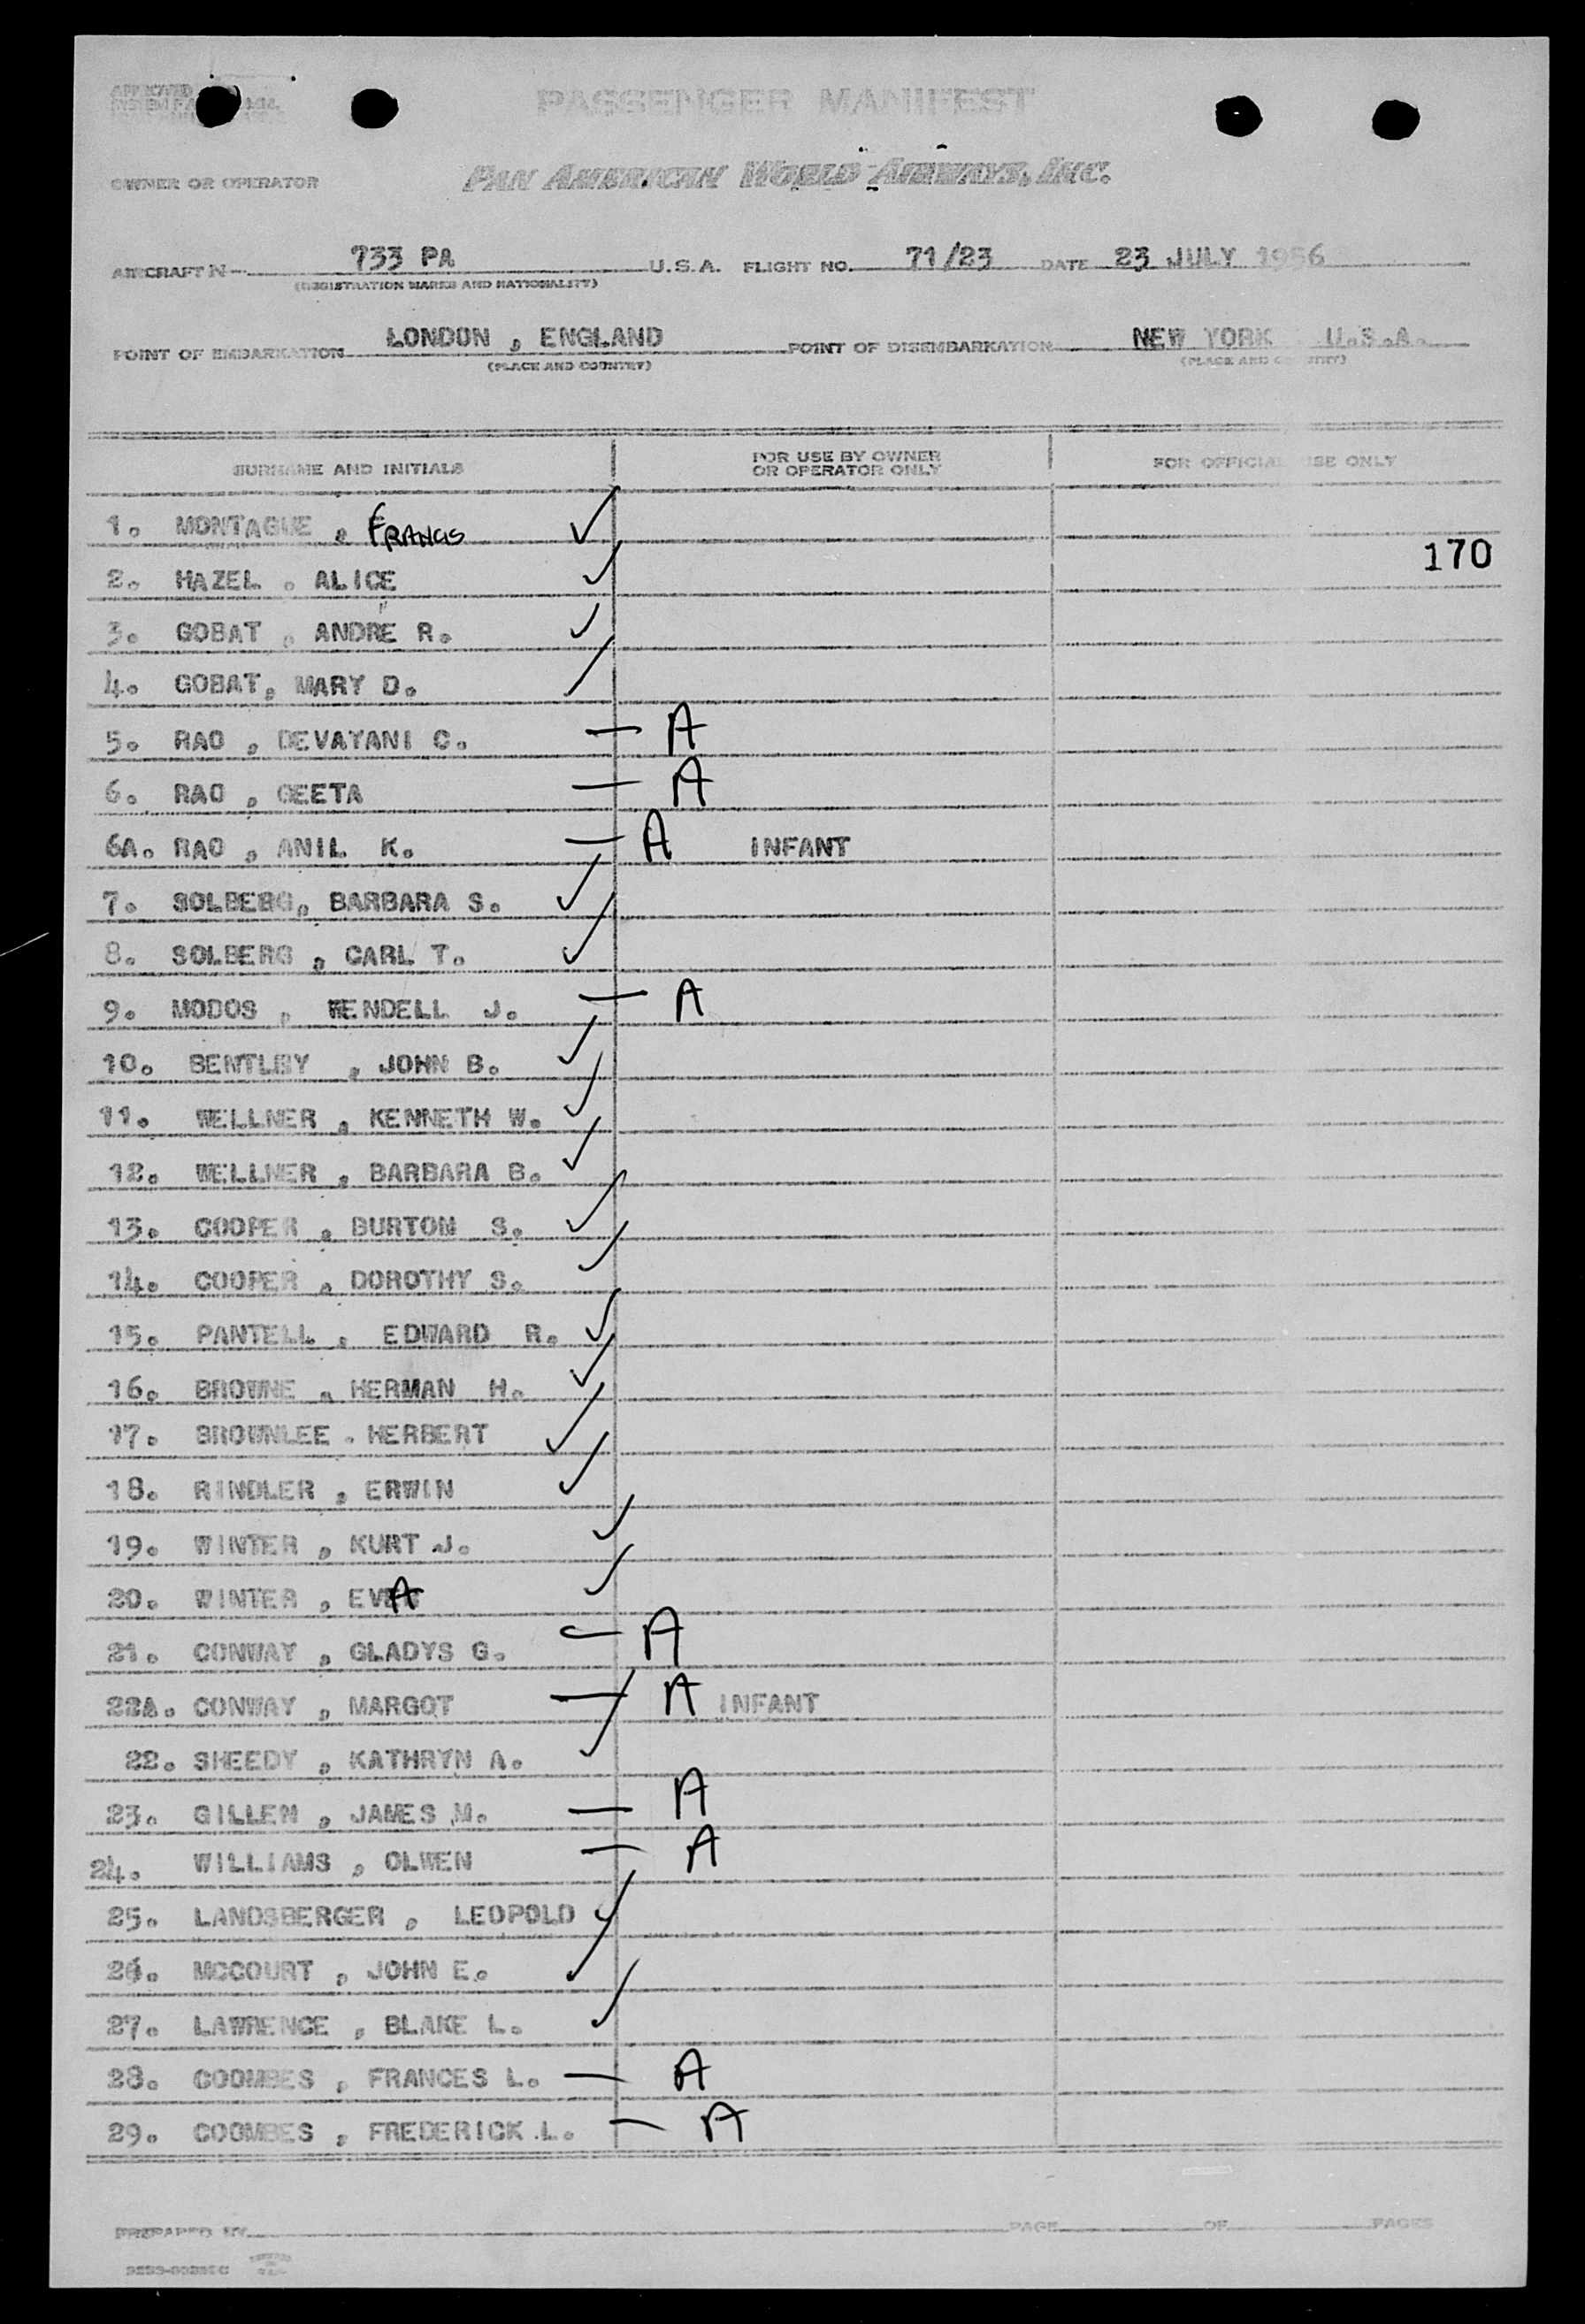 APPROVED
PASSENGER MANIFEST
OWNER OR OPERATOR PAN AMERICAN WORLD AIRWAYS, INC.
AIRCRAFT N- 733 PA U.S.A. FLIGHT NO. 71/23 DATE 23 JULY 1956
(REGISTRATION MARKS AND NATIONALITY)
POINT OF EMBARKATION LONDON , ENGLAND POINT OF DISEMBARKATION NEW YORK U.S.A.
(PLACE AND COUNTRY) (PLACE AND COUNTRY)
SURNAME AND INITIALS FOR USE BY OWNER OR OPERATOR ONLY FOR OFFICIAL USE ONLY
1. MONTAGUE , FRANCIS ✓
170
2. HAZEL . ALICE ✓
3. GOBAT , ANDRE R. ✓
4. GOBAT, MARY D. ✓
5. RAO , DEVAYANI C. — A
6. RAO , GEETA — A
6A. RAO , ANIL K. — A INFANT
7. SOLBERG, BARBARA S. ✓
8. SOLBERG , CARL T. ✓
9. MODOS , WENDELL J. — A
10. BENTLEY , JOHN B. ✓
11. WELLNER , KENNETH W. ✓
12. WELLNER , BARBARA B. ✓
13. COOPER , BURTON S. ✓
14. COOPER , DOROTHY S. ✓
15. PANTELL , EDWARD R. ✓
16. BROWNE , HERMAN H. ✓
17. BROWNLEE . HERBERT ✓
18. RINDLER , ERWIN ✓
19. WINTER , KURT J. ✓
20. WINTER , EVA ✓
21. CONWAY , GLADYS G. — A
22A. CONWAY , MARGOT — A INFANT
22. SHEEDY , KATHRYN A. ✓
23. GILLEN , JAMES M. — A
24. WILLIAMS , OLWEN — A
25. LANDSBERGER , LEOPOLD ✓
26. MCCOURT , JOHN E. ✓
27. LAWRENCE , BLAKE L. ✓
28. COOMBES , FRANCES L. — A
29. COOMBES , FREDERICK L. — A
PREPARED BY PAGE OF PAGES